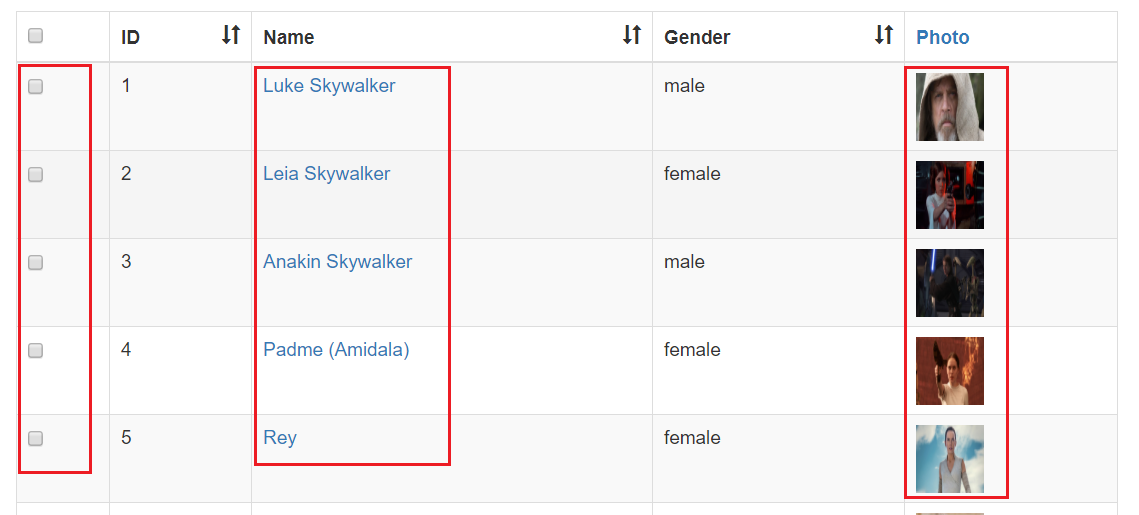 ID Name Gender Photo
1 Luke Skywalker male
2 Leia Skywalker female
3 Anakin Skywalker male
4 Padme (Amidala) female
5 Rey female